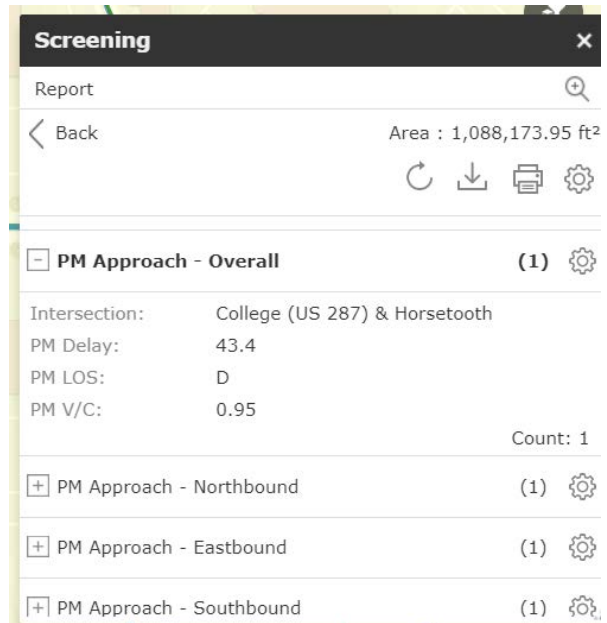 Screening
Report
Back Area : 1,088,173.95 ft²
PM Approach - Overall (1)
Intersection: College (US 287) & Horsetooth
PM Delay: 43.4
PM LOS: D
PM V/C: 0.95
Count: 1
PM Approach - Northbound (1)
PM Approach - Eastbound (1)
PM Approach - Southbound (1)